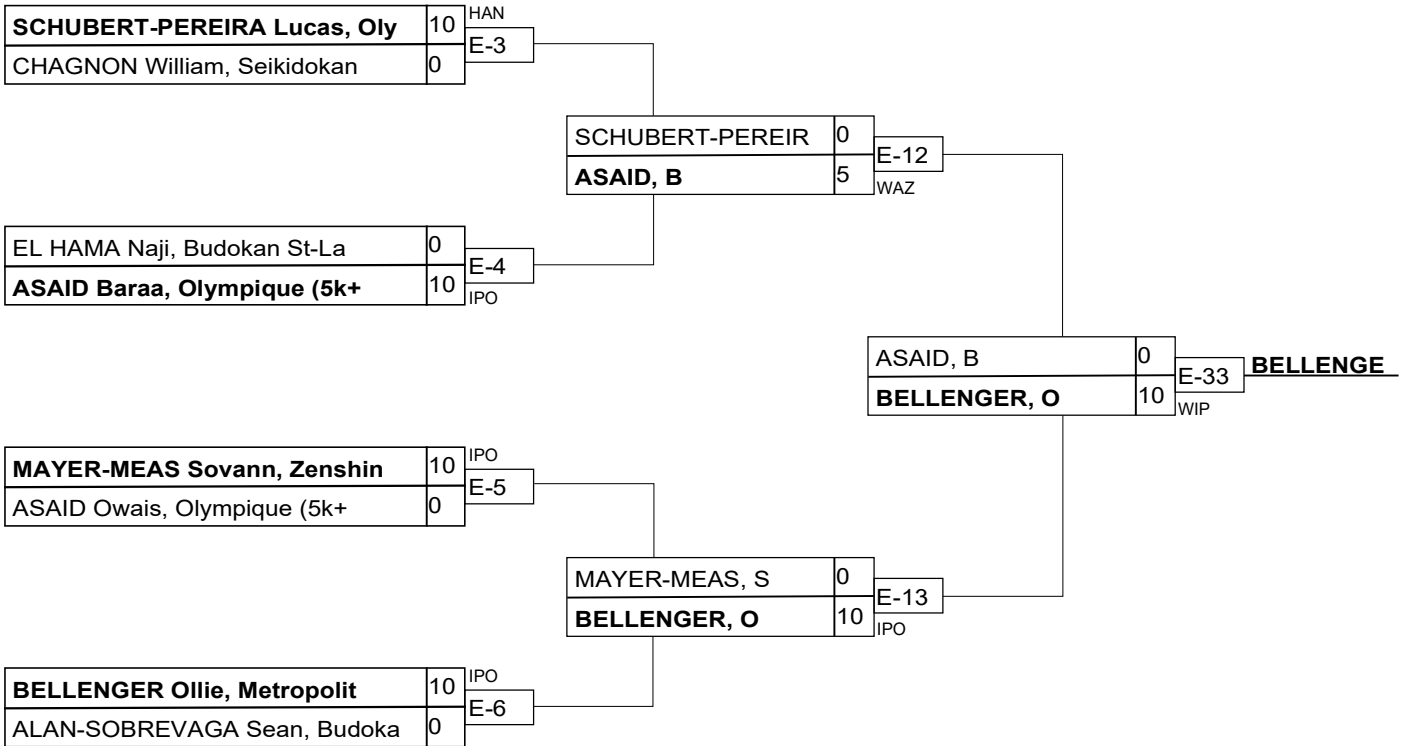 SCHUBERT-PEREIRA Lucas, Oly 10 HAN
E-3
CHAGNON William, Seikidokan 0
SCHUBERT-PEREIR 0
E-12
ASAID, B 5 WAZ
EL HAMA Naji, Budokan St-La 0
E-4
ASAID Baraa, Olympique (5k+ 10 IPO
ASAID, B 0
E-33 BELLENGE
BELLENGER, O 10 WIP
MAYER-MEAS Sovann, Zenshin 10 IPO
E-5
ASAID Owais, Olympique (5k+ 0
MAYER-MEAS, S 0
E-13
BELLENGER, O 10 IPO
BELLENGER Ollie, Metropolit 10 IPO
E-6
ALAN-SOBREVAGA Sean, Budoka 0